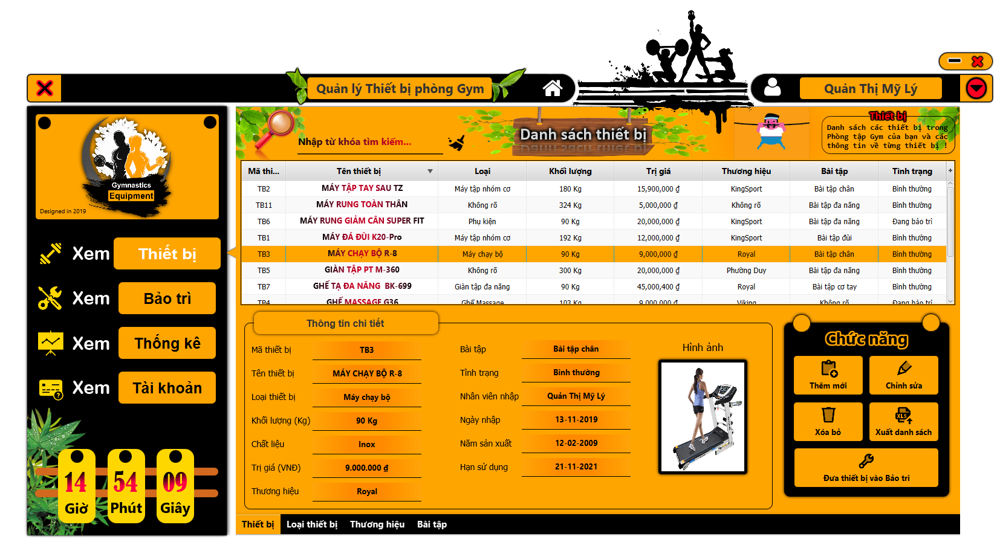 Quản lý Thiết bị phòng Gym
Quản Thị Mỹ Lý
Gymnastics
Equipment
Designed in 2019
Xem Thiết bị
Xem Bảo trì
Xem Thống kê
Xem Tài khoản
14 54 09
Giờ Phút Giây
Nhập từ khóa tìm kiếm...
Danh sách thiết bị
Thiết bị
Danh sách các thiết bị trong
Phòng tập Gym của bạn và các
thông tin về từng thiết bị !
Mã thi... Tên thiết bị Loại Khối lượng Trị giá Thương hiệu Bài tập Tình trạng +
TB2 MÁY TẬP TAY SAU TZ Máy tập nhóm cơ 180 Kg 15,900,000 ₫ KingSport Bài tập chân Bình thường
TB11 MÁY RUNG TOÀN THÂN Không rõ 324 Kg 5,000,000 ₫ Không rõ Bài tập đa năng Bình thường
TB6 MÁY RUNG GIẢM CÂN SUPER FIT Phụ kiện 90 Kg 20,000,000 ₫ KingSport Bài tập đa năng Đang bảo trì
TB1 MÁY ĐÁ ĐÙI K20-Pro Máy tập nhóm cơ 192 Kg 12,000,000 ₫ KingSport Bài tập đùi Bình thường
TB3 MÁY CHẠY BỘ R-8 Máy chạy bộ 90 Kg 9,000,000 ₫ Royal Bài tập chân Bình thường
TB5 GIÀN TẬP PT M-360 Không rõ 300 Kg 20,000,000 ₫ Phường Duy Bài tập đa năng Bình thường
TB7 GHẾ TẠ ĐA NĂNG BK-699 Giàn tập đa năng 90 Kg 45,000,400 ₫ Royal Bài tập cơ tay Bình thường
TB4 GHẾ MASSAGE G36 Ghế Massage 103 Kg 9,000,000 ₫ Viking Không rõ Đang bảo trì
Thông tin chi tiết
Mã thiết bị TB3
Tên thiết bị MÁY CHẠY BỘ R-8
Loại thiết bị Máy chạy bộ
Khối lượng (Kg) 90 Kg
Chất liệu Inox
Trị giá (VNĐ) 9.000.000 ₫
Thương hiệu Royal
Bài tập Bài tập chân
Tình trạng Bình thường
Nhân viên nhập Quản Thị Mỹ Lý
Ngày nhập 13-11-2019
Năm sản xuất 12-02-2009
Hạn sử dụng 21-11-2021
Hình ảnh
Chức năng
Thêm mới Chỉnh sửa
XLS
Xóa bỏ Xuất danh sách
Đưa thiết bị vào Bảo trì
Thiết bị Loại thiết bị Thương hiệu Bài tập